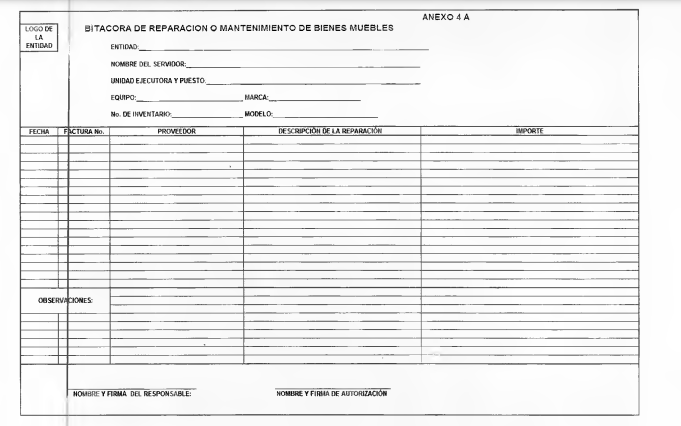 ANEXO 4 A
LOGO DE
LA
ENTIDAD
BITACORA DE REPARACION O MANTENIMIENTO DE BIENES MUEBLES
ENTIDAD:
NOMBRE DEL SERVIDOR:
UNIDAD EJECUTORA Y PUESTO:
EQUIPO: MARCA:
No. DE INVENTARIO: MODELO:
FECHA FACTURA No. PROVEEDOR DESCRIPCIÓN DE LA REPARACIÓN IMPORTE
OBSERVACIONES:
NOMBRE Y FIRMA DEL RESPONSABLE: NOMBRE Y FIRMA DE AUTORIZACIÓN